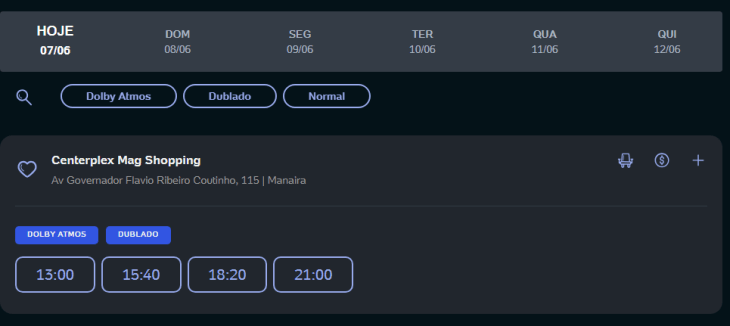 HOJE DOM SEG TER QUA QUI
07/06 08/06 09/06 10/06 11/06 12/06
Dolby Atmos Dublado Normal
Centerplex Mag Shopping
Av Governador Flavio Ribeiro Coutinho, 115 | Manaira
DOLBY ATMOS DUBLADO
13:00 15:40 18:20 21:00